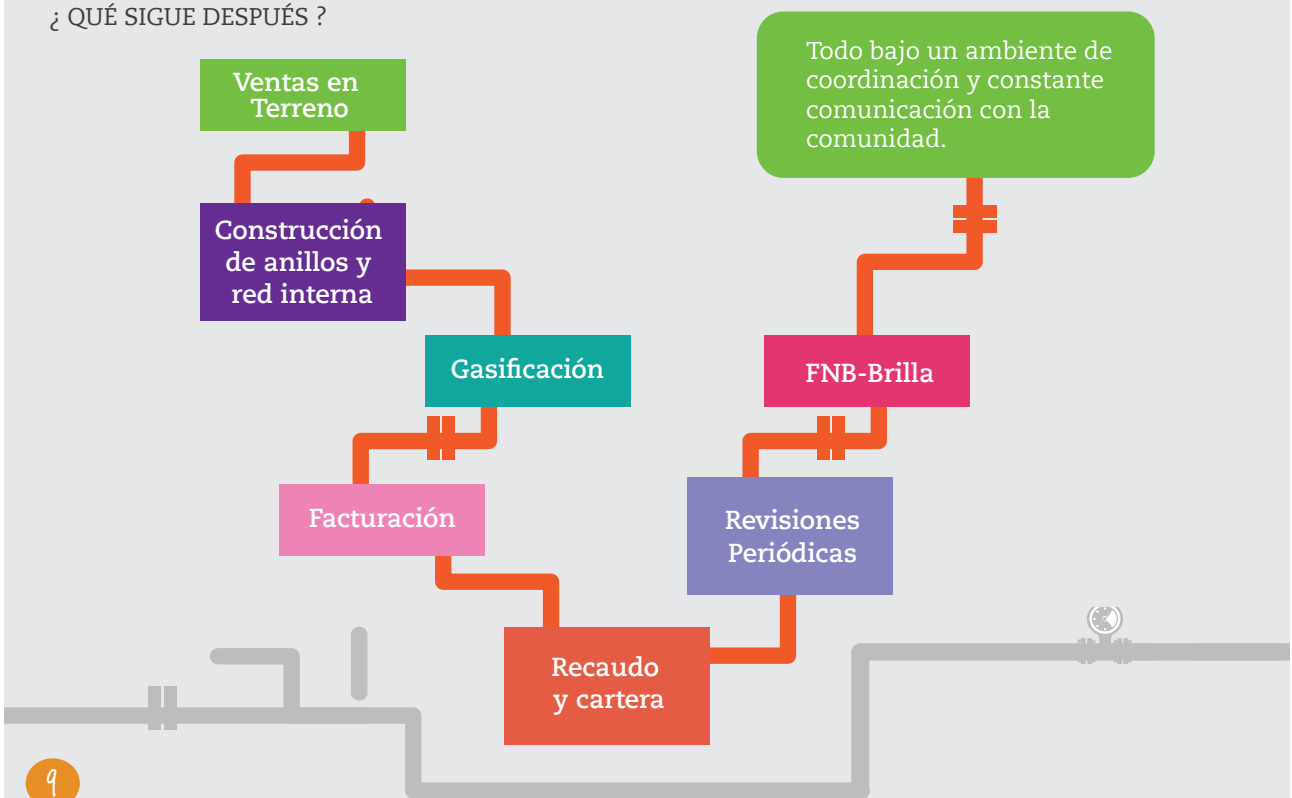 ¿ QUÉ SIGUE DESPUÉS ?
Ventas en
Terreno
Construcción
de anillos y
red interna
Gasificación
Facturación
Recaudo
y cartera
Revisiones
Periódicas
FNB-Brilla
Todo bajo un ambiente de
coordinación y constante
comunicación con la
comunidad.
9